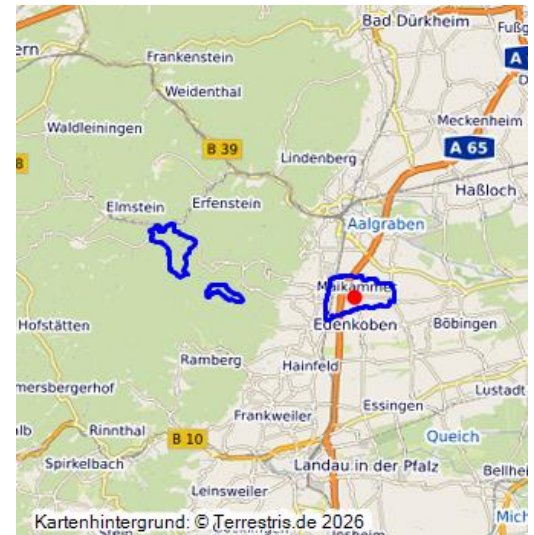 Bad Dürkheim
Frankenstein
A
Weidenthal
Meckenheim
Waldleiningen
B 39
A 65
Lindenberg
Haßloch
Elmstein
Erfenstein
Aalgraben
Maikammer
Hofstätten
Edenkoben
Böbingen
Ramberg
Hainfeld
mersbergerhof
Lustadt
Essingen
Frankweiler
Rinnthal
B 10
Queich
Spirkelbach
Landau in der Pfalz
Leinsweiler
Kartenhintergrund: © Terrestris.de 2026